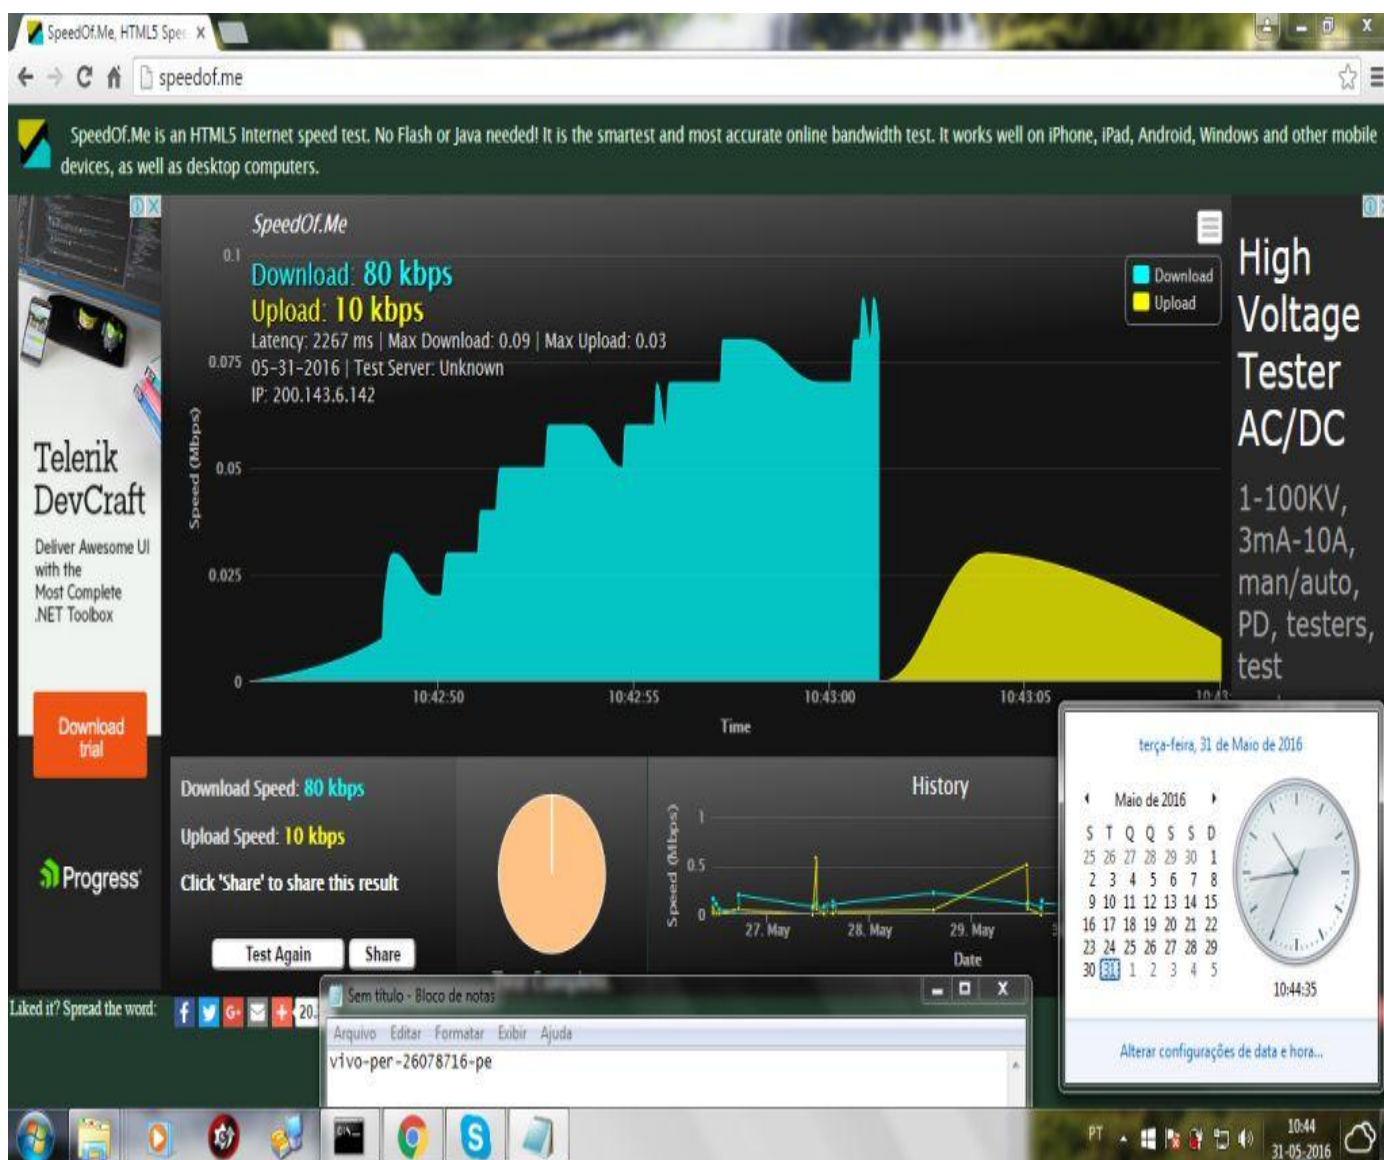 SpeedOf.Me, HTML5 Spee
speedof.me
SpeedOf.Me is an HTML5 Internet speed test. No Flash or Java needed! It is the smartest and most accurate online bandwidth test. It works well on iPhone, iPad, Android, Windows and other mobile
devices, as well as desktop computers.
Telerik
DevCraft
Deliver Awesome UI
with the
Most Complete
.NET Toolbox
Download
trial
Progress
SpeedOf.Me
Download: 80 kbps
Upload: 10 kbps
Latency: 2267 ms | Max Download: 0.09 | Max Upload: 0.03
05-31-2016 | Test Server: Unknown
IP: 200.143.6.142
Download
Upload
Speed (Mbps)
0.1
0.075
0.05
0.025
0
10:42:50 10:42:55 10:43:00 10:43:05 10:43:
Time
High
Voltage
Tester
AC/DC
1-100KV,
3mA-10A,
man/auto,
PD, testers,
test
Download Speed: 80 kbps
Upload Speed: 10 kbps
Click 'Share' to share this result
Test Again Share
History
Speed (Mbps)
1
0.5
0
27. May 28. May 29. May 3
Date
terça-feira, 31 de Maio de 2016
Maio de 2016
S T Q Q S S D
25 26 27 28 29 30 1
2 3 4 5 6 7 8
9 10 11 12 13 14 15
16 17 18 19 20 21 22
23 24 25 26 27 28 29
30 31 1 2 3 4 5
10:44:35
Alterar configurações de data e hora...
Liked it? Spread the word:
20.
Sem título - Bloco de notas
Arquivo Editar Formatar Exibir Ajuda
vivo-per-26078716-pe
PT
10:44
31-05-2016